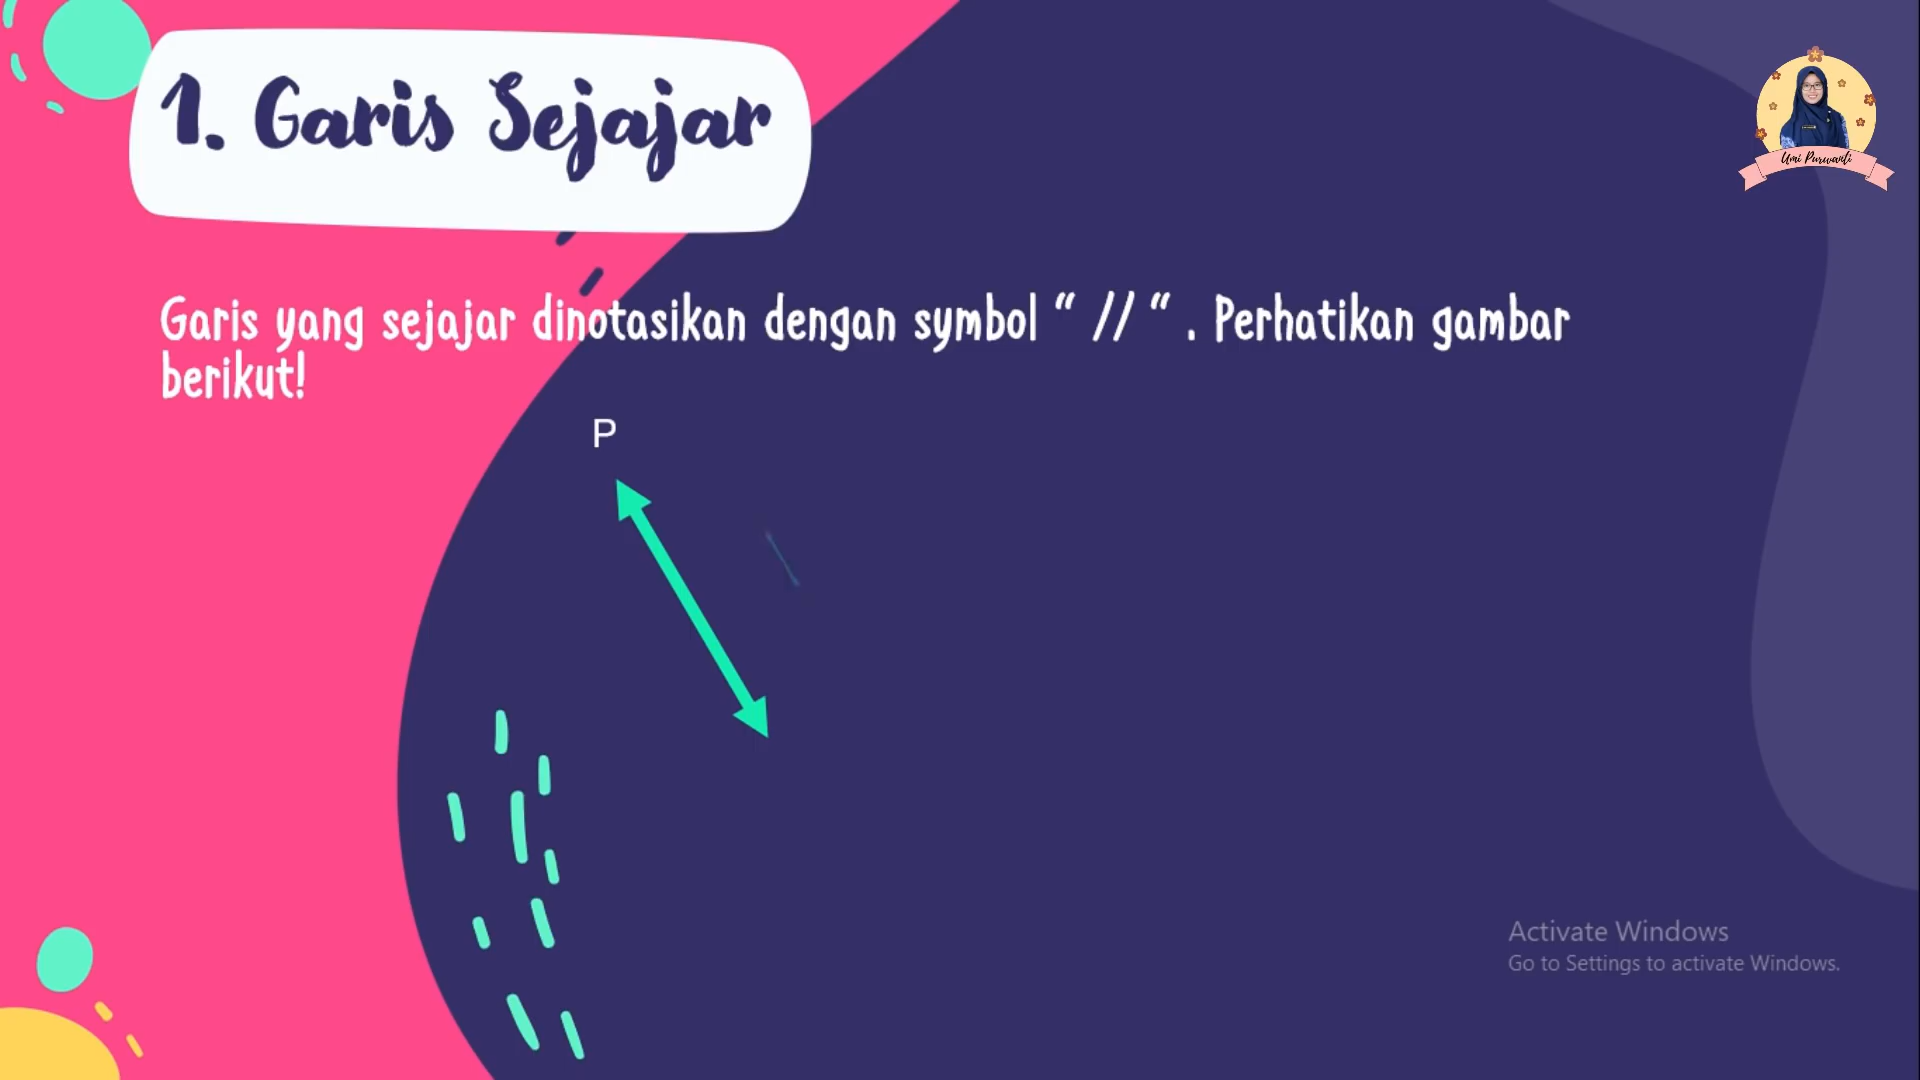 1. Garis Sejajar
Umi Purwanti
Garis yang sejajar dinotasikan dengan symbol “ // “ . Perhatikan gambar
berikut!
P
Activate Windows
Go to Settings to activate Windows.